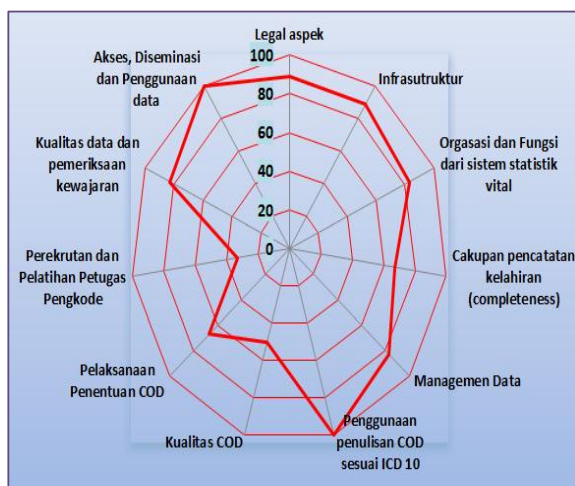 Legal aspek
Infrasutruktur
Orgasasi dan Fungsi
dari sistem statistik
vital
Cakupan pencatatan
kelahiran
(completeness)
Managemen Data
Penggunaan
penulisan COD
sesuai ICD 10
Kualitas COD
Pelaksanaan
Penentuan COD
Perekrutan dan
Pelatihan Petugas
Pengkode
Kualitas data dan
pemeriksaan
kewajaran
Akses, Diseminasi
dan Penggunaan
data
100
80
60
40
20
0